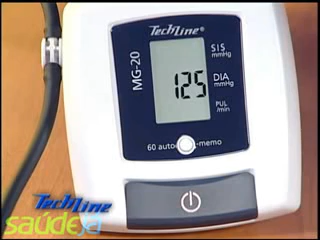 TechLine®
MG-20
SIS
mmHg
125
DIA
mmHg
PUL
/min
60 auto -memo
TechLine
saúde